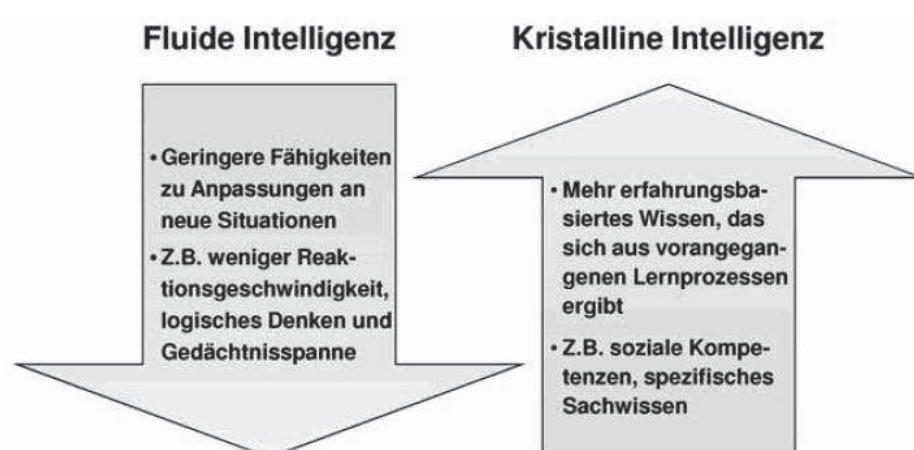 Fluide Intelligenz
• Geringere Fähigkeiten
zu Anpassungen an
neue Situationen
• Z.B. weniger Reak-
tionsgeschwindigkeit,
logisches Denken und
Gedächtnisspanne
Kristalline Intelligenz
• Mehr erfahrungsba-
siertes Wissen, das
sich aus vorangegan-
genen Lernprozessen
ergibt
• Z.B. soziale Kompe-
tenzen, spezifisches
Sachwissen